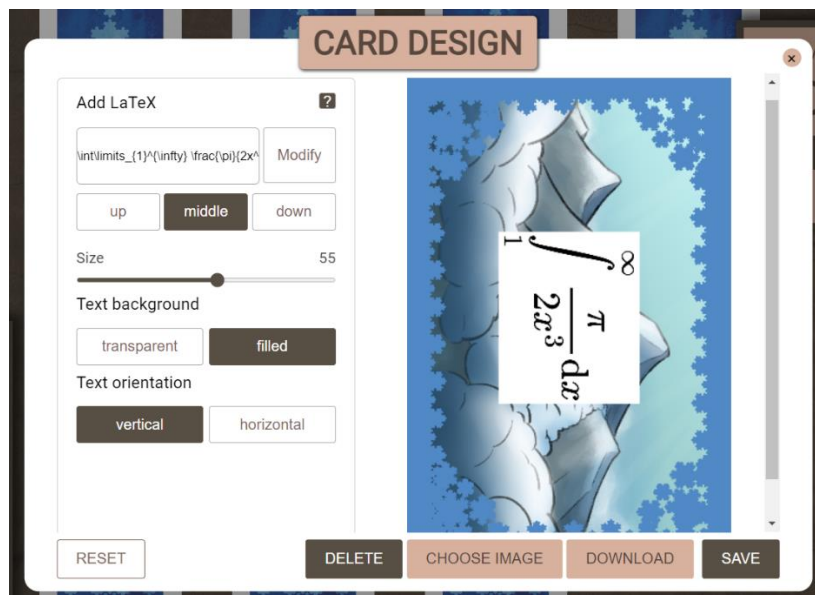 CARD DESIGN
×
Add LaTeX
?
\int\limits_{1}^{\infty} \frac{\pi}{2x^
Modify
up
middle
down
Size
55
Text background
transparent
filled
Text orientation
vertical
horizontal
∫₁^∞ π/(2x³) dx
RESET
DELETE
CHOOSE IMAGE
DOWNLOAD
SAVE